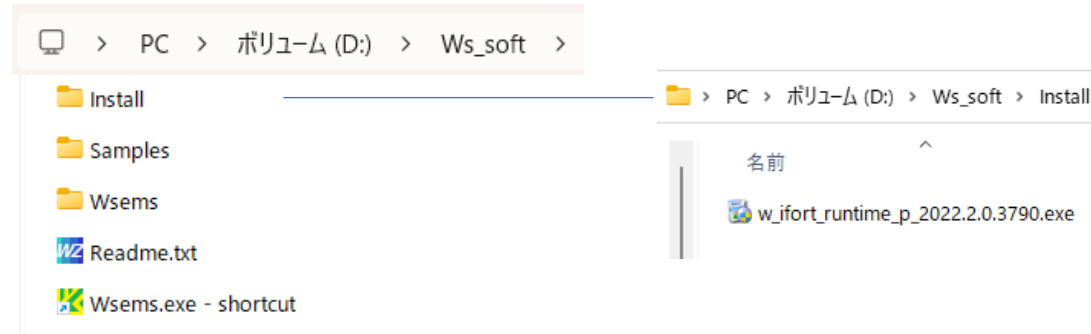 PC > ボリューム (D:) > Ws_soft >
Install
Samples
Wsems
Readme.txt
Wsems.exe - shortcut
> PC > ボリューム (D:) > Ws_soft > Install
名前
w_ifort_runtime_p_2022.2.0.3790.exe